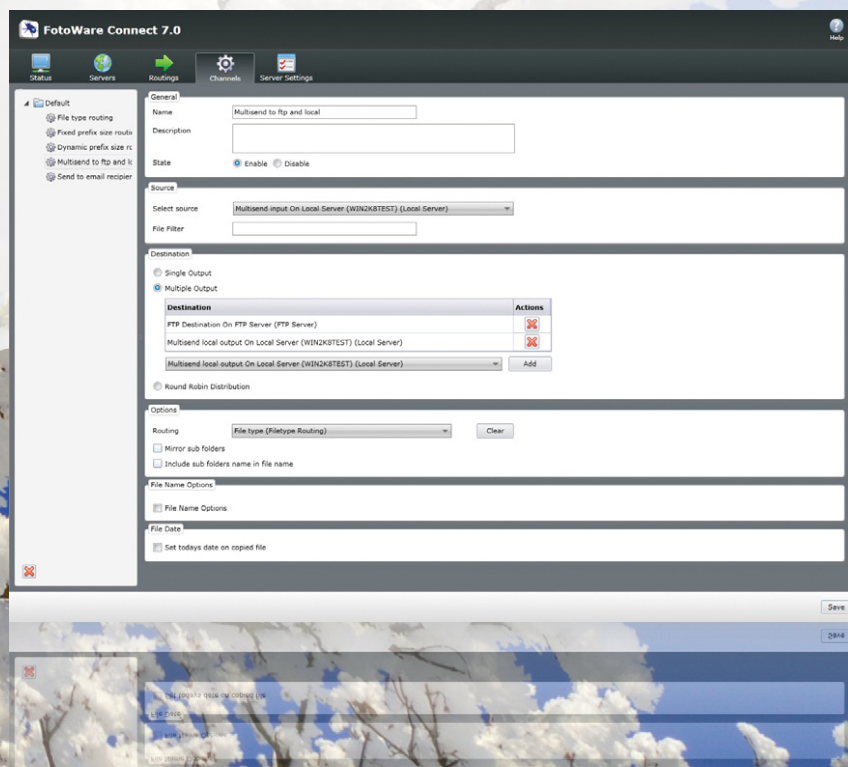 FotoWare Connect 7.0
Help
Status Servers Routings Channels Server Settings
Default
File type routing
Fixed prefix size routin
Dynamic prefix size rc
Multisend to ftp and lc
Send to email recipier
General
Name Multisend to ftp and local
Description
State Enable Disable
Source
Select source Multisend input On Local Server (WIN2K8TEST) (Local Server)
File Filter
Destination
Single Output
Multiple Output
Destination Actions
FTP Destination On FTP Server (FTP Server)
Multisend local output On Local Server (WIN2K8TEST) (Local Server)
Multisend local output On Local Server (WIN2K8TEST) (Local Server) Add
Round Robin Distribution
Options
Routing File type (Filetype Routing) Clear
Mirror sub folders
Include sub folders name in file name
File Name Options
File Name Options
File Date
Set todays date on copied file
Save